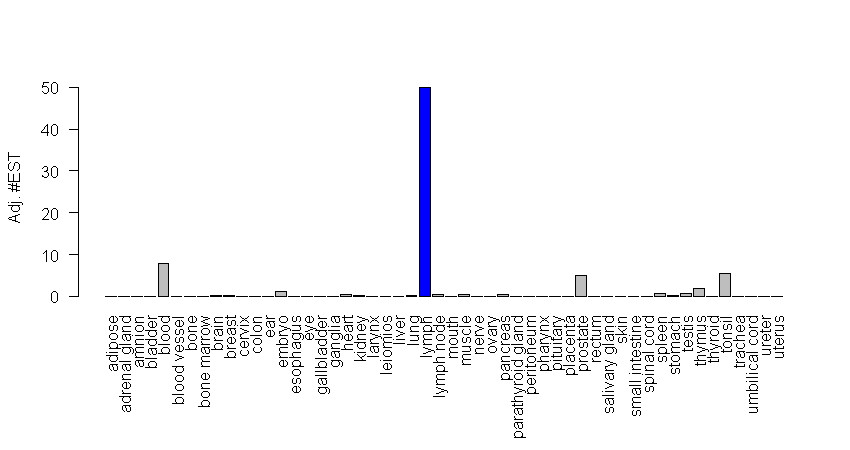 Adj. #EST
50
40
30
20
10
0
adipose
adrenal gland
amnion
bladder
blood
blood vessel
bone
bone marrow
brain
breast
cervix
colon
ear
embryo
esophagus
eye
gallbladder
ganglia
heart
kidney
larynx
leiomios
liver
lung
lymph
lymph node
mouth
muscle
nerve
ovary
pancreas
parathyroid gland
peritoneum
pharynx
pituitary
placenta
prostate
rectum
salivary gland
skin
small intestine
spinal cord
spleen
stomach
testis
thymus
thyroid
tonsil
trachea
umbilical cord
ureter
uterus